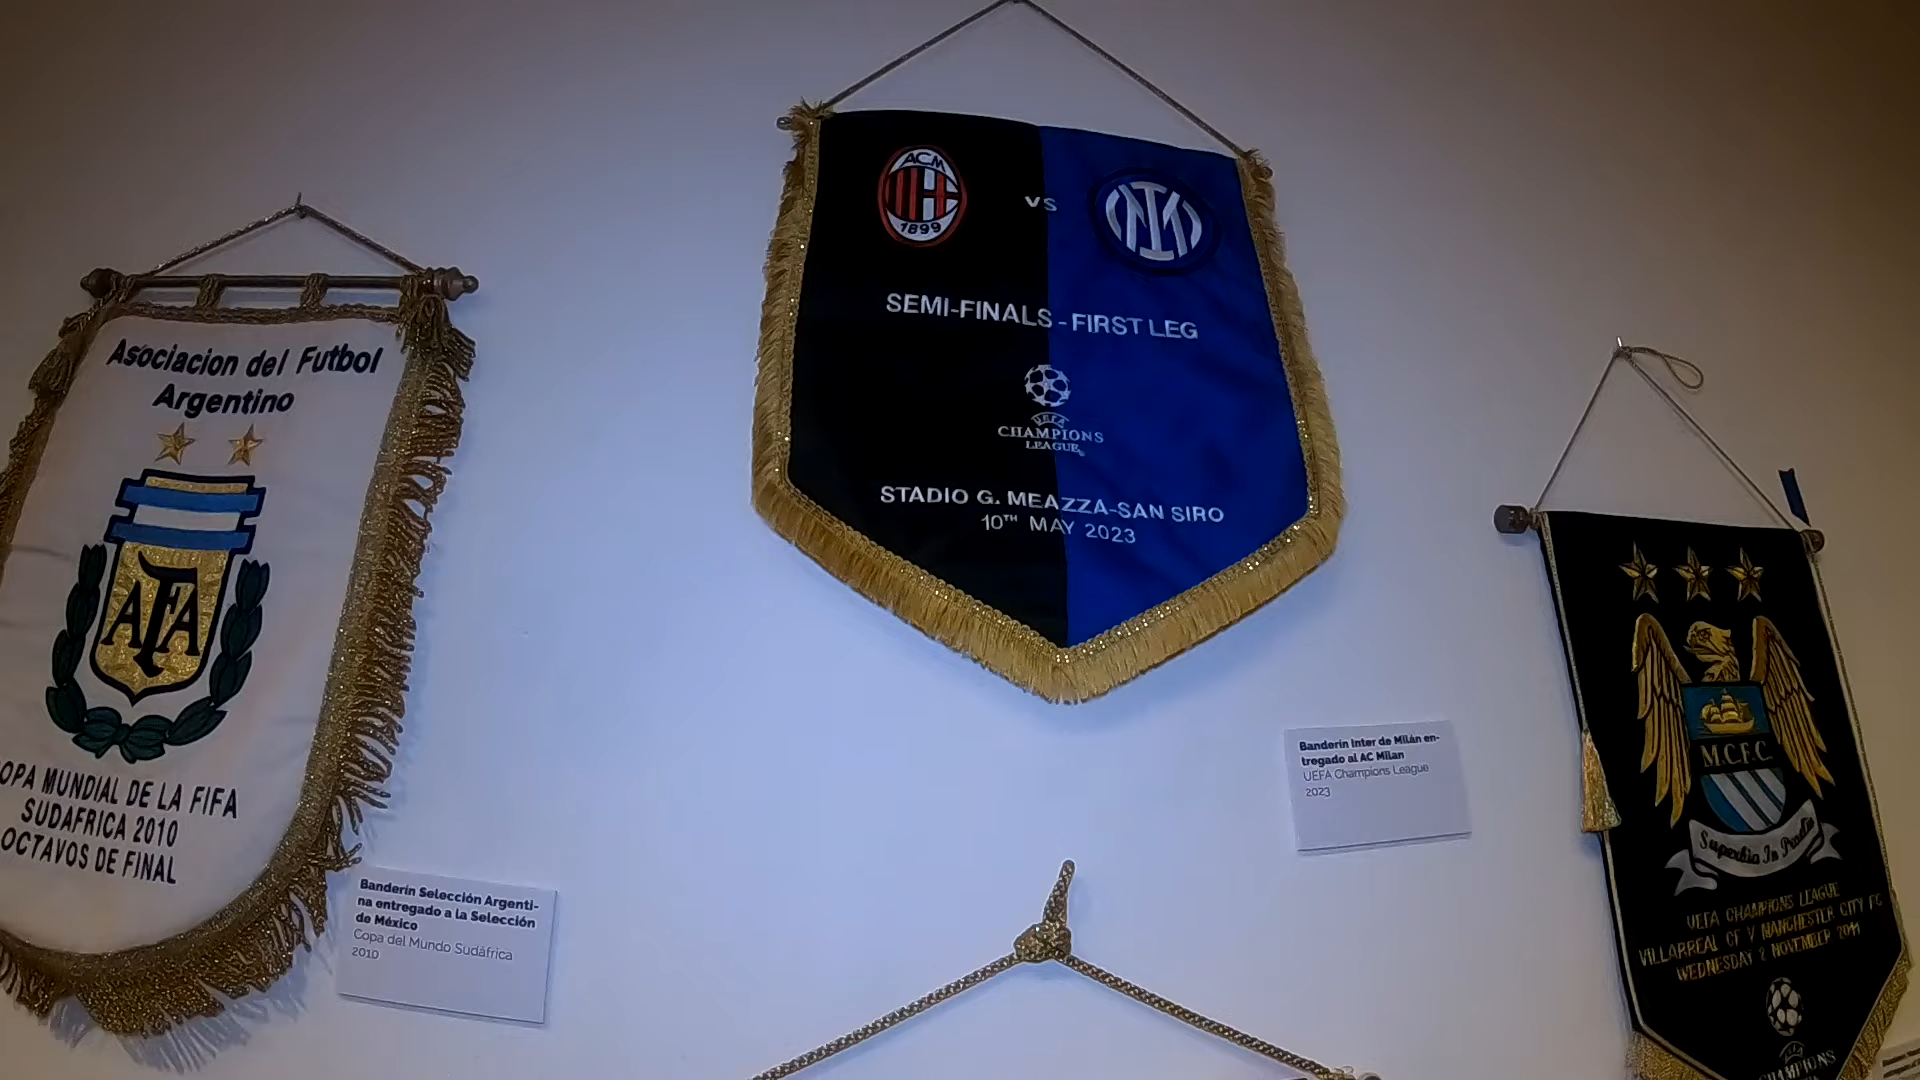 Asociacion del Futbol
Argentino
AFA
OPA MUNDIAL DE LA FIFA
SUDAFRICA 2010
OCTAVOS DE FINAL
Banderín Selección Argenti-
na entregado a la Selección
de México
Copa del Mundo Sudáfrica
2010
ACM
1899
vs
SEMI-FINALS - FIRST LEG
UEFA
CHAMPIONS
LEAGUE
STADIO G. MEAZZA-SAN SIRO
10TH MAY 2023
Banderín Inter de Milán en-
tregado al AC Milan
UEFA Champions League
2023
M.C.F.C.
Superbia In Proelia
UEFA CHAMPIONS LEAGUE
VILLARREAL CF V MANCHESTER CITY FC
WEDNESDAY 2 NOVEMBER 2011
CHAMPIONS